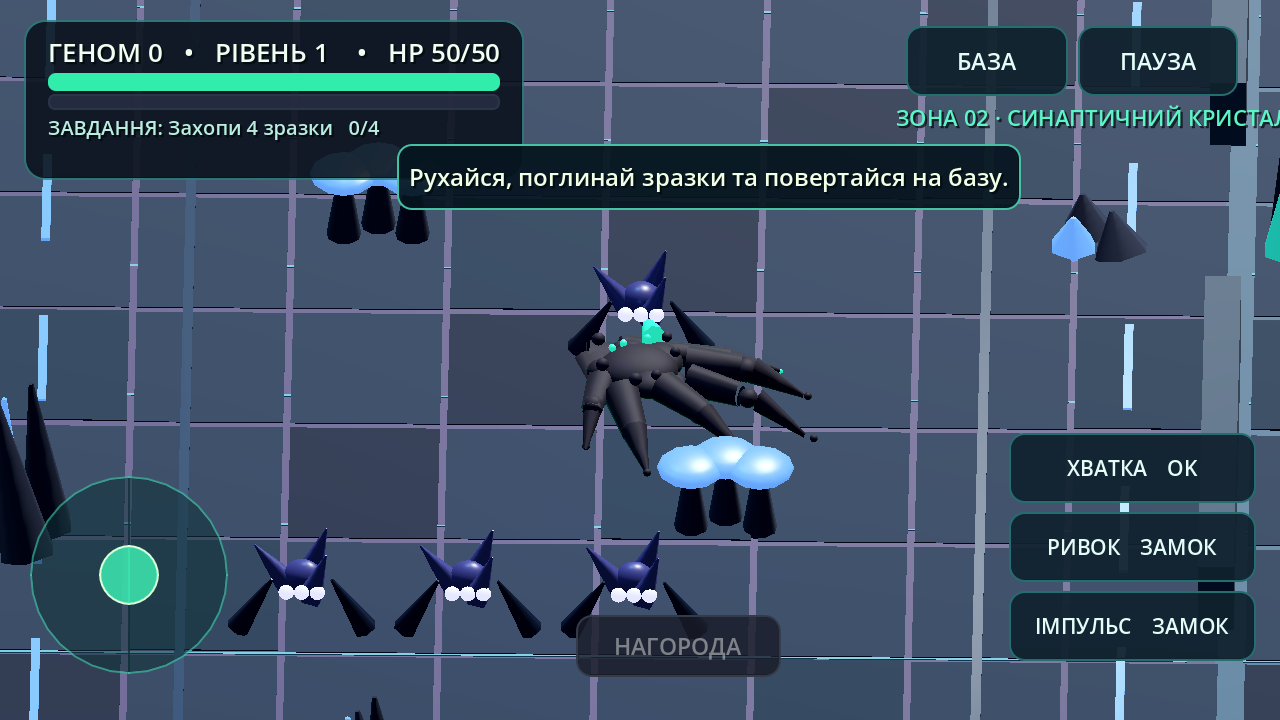 ГЕНОМ 0 • РІВЕНЬ 1 • HP 50/50
ЗАВДАННЯ: Захопи 4 зразки 0/4
БАЗА
ПАУЗА
ЗОНА 02 · СИНАПТИЧНИЙ КРИСТАЛ
Рухайся, поглинай зразки та повертайся на базу.
ХВАТКА OK
РИВОК ЗАМОК
ІМПУЛЬС ЗАМОК
НАГОРОДА